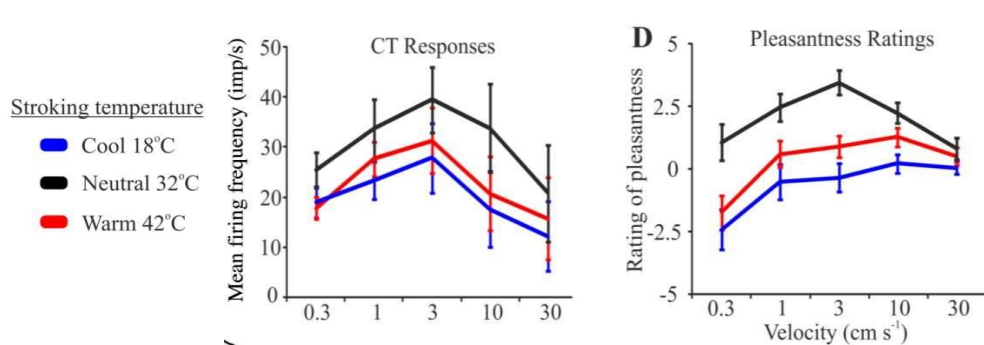 Stroking temperature
Cool 18°C
Neutral 32°C
Warm 42°C
CT Responses
Mean firing frequency (imp/s)
50
40
30
20
10
0
0.3 1 3 10 30
D Pleasantness Ratings
Rating of pleasantness
5
2.5
0
-2.5
-5
0.3 1 3 10 30
Velocity (cm s⁻¹)